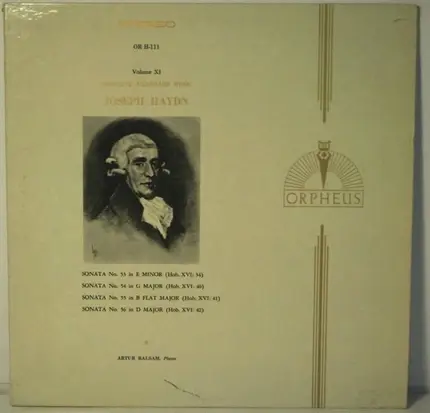 OR H-113
Volume XI
JOSEPH HAYDN
ORPHEUS
SONATA No. 53 in E MINOR (Hob. XVI: 34)
SONATA No. 54 in G MAJOR (Hob. XVI: 40)
SONATA No. 55 in B FLAT MAJOR (Hob. XVI: 41)
SONATA No. 56 in D MAJOR (Hob. XVI: 42)
ARTUR BALSAM, Piano